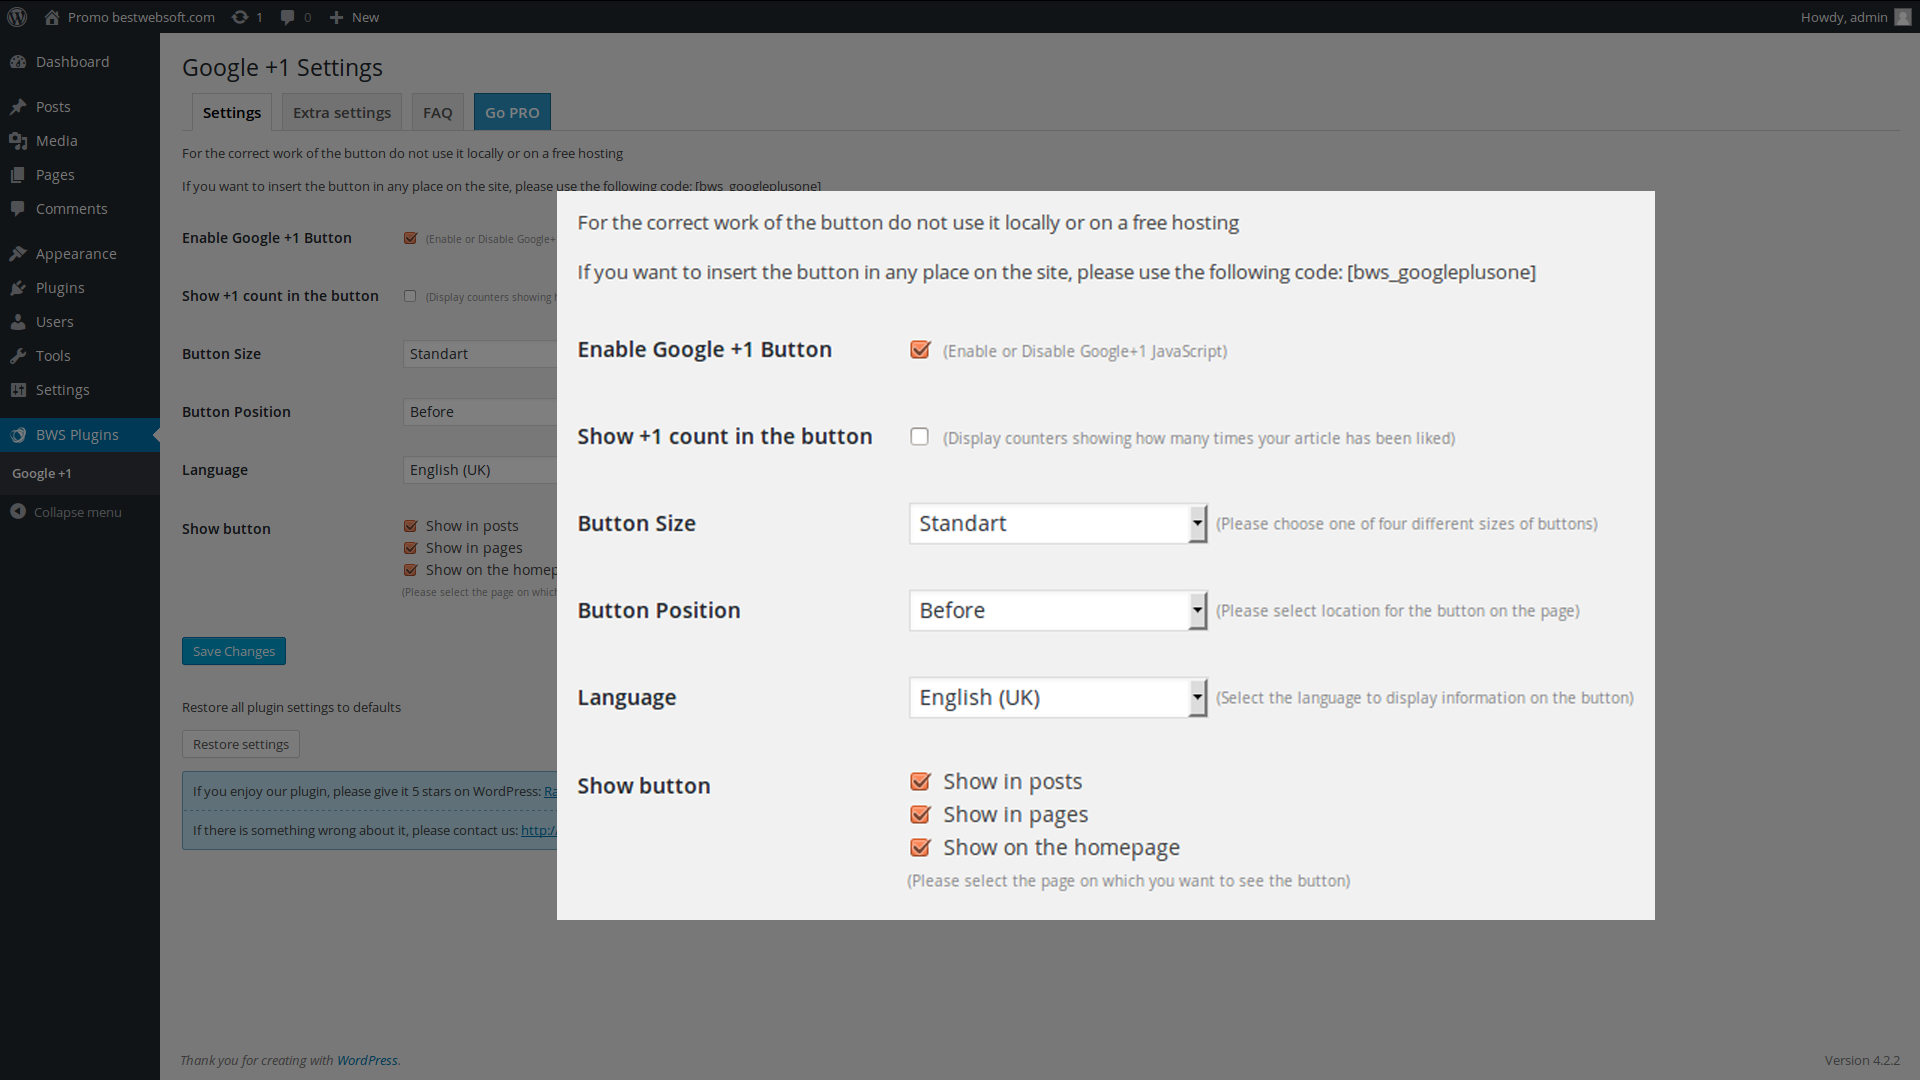 Promo bestwebsoft.com 1 0 New Howdy, admin
Dashboard
Posts
Media
Pages
Comments
Appearance
Plugins
Users
Tools
Settings
BWS Plugins
Google +1
Collapse menu
Google +1 Settings
Settings Extra settings FAQ Go PRO
For the correct work of the button do not use it locally or on a free hosting
If you want to insert the button in any place on the site, please use the following code: [bws_googleplusone]
Enable Google +1 Button (Enable or Disable Google+
Show +1 count in the button (Display counters showing
Button Size Standart
Button Position Before
Language English (UK)
Show button Show in posts
Show in pages
Show on the homep
(Please select the page on which
Save Changes
Restore all plugin settings to defaults
Restore settings
If you enjoy our plugin, please give it 5 stars on WordPress: Ra
If there is something wrong about it, please contact us: http:/
For the correct work of the button do not use it locally or on a free hosting
If you want to insert the button in any place on the site, please use the following code: [bws_googleplusone]
Enable Google +1 Button (Enable or Disable Google+1 JavaScript)
Show +1 count in the button (Display counters showing how many times your article has been liked)
Button Size Standart (Please choose one of four different sizes of buttons)
Button Position Before (Please select location for the button on the page)
Language English (UK) (Select the language to display information on the button)
Show button Show in posts
Show in pages
Show on the homepage
(Please select the page on which you want to see the button)
Thank you for creating with WordPress. Version 4.2.2